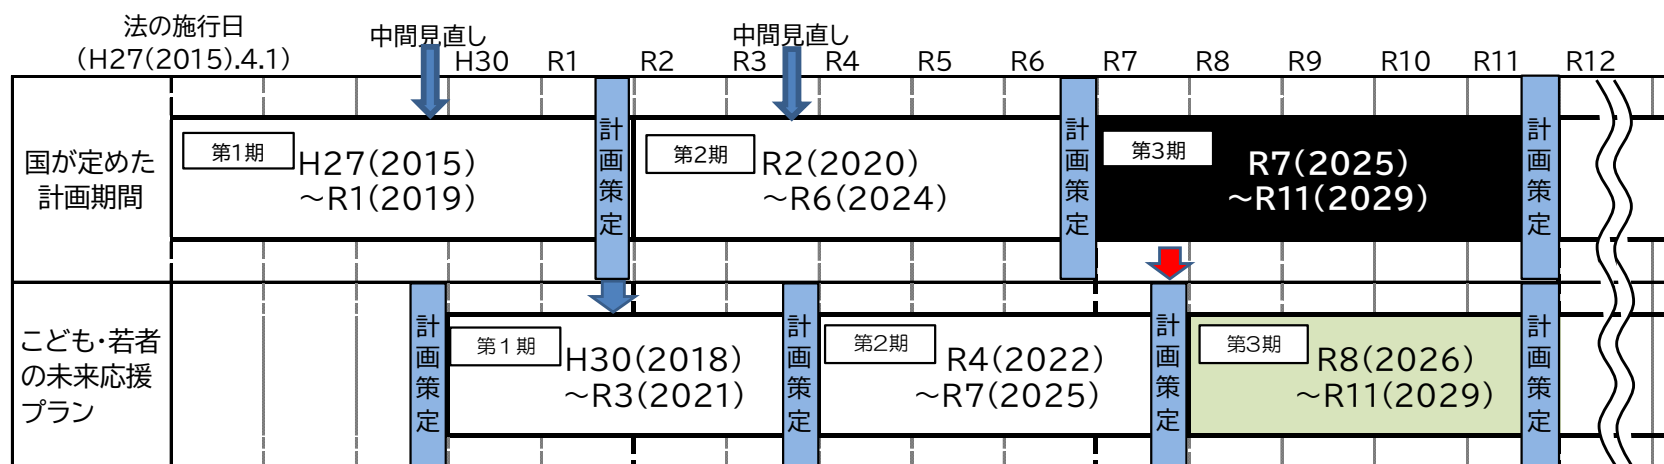 法の施行日
(H27(2015).4.1)
中間見直し
中間見直し
H30 R1 R2 R3 R4 R5 R6 R7 R8 R9 R10 R11 R12
国が定めた
計画期間
第1期
H27(2015)
～R1(2019)
計画策定
第2期
R2(2020)
～R6(2024)
計画策定
第3期
R7(2025)
～R11(2029)
計画策定
こども・若者
の未来応援
プラン
計画策定
第１期
H30(2018)
～R3(2021)
計画策定
第2期
R4(2022)
～R7(2025)
計画策定
第3期
R8(2026)
～R11(2029)
計画策定